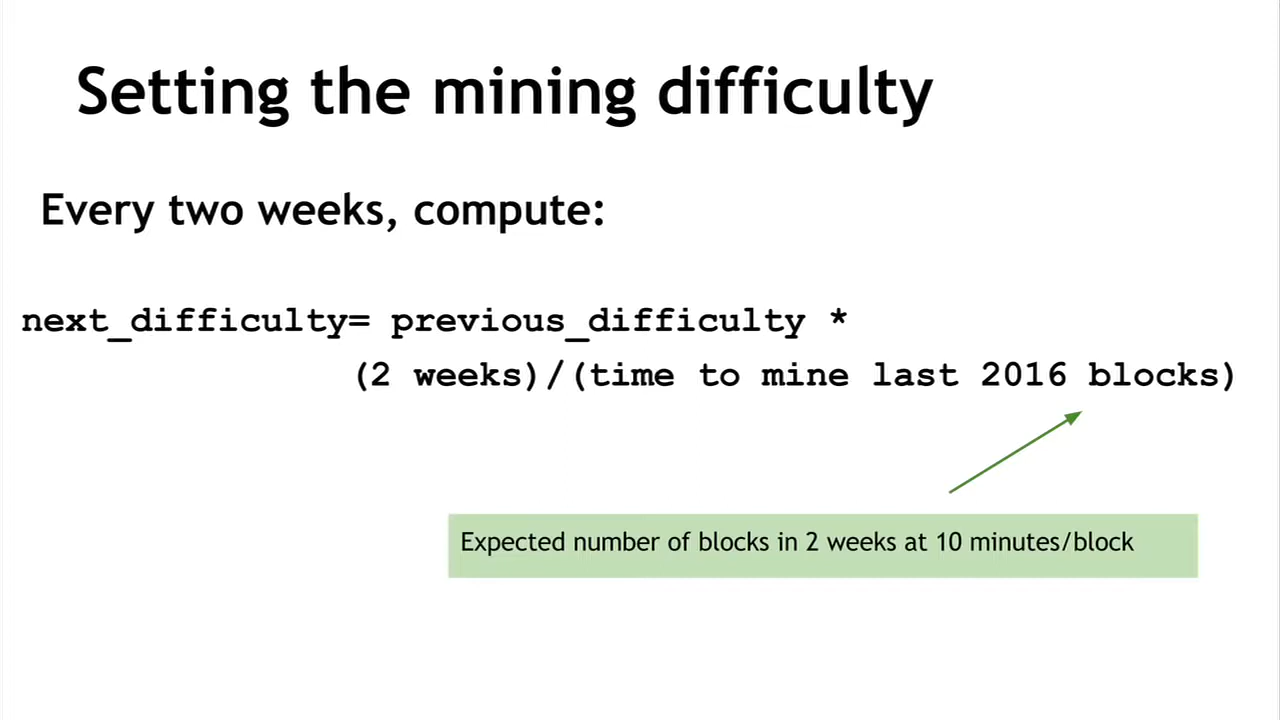 Setting the mining difficulty
Every two weeks, compute:
next_difficulty= previous_difficulty *
(2 weeks)/(time to mine last 2016 blocks)
Expected number of blocks in 2 weeks at 10 minutes/block